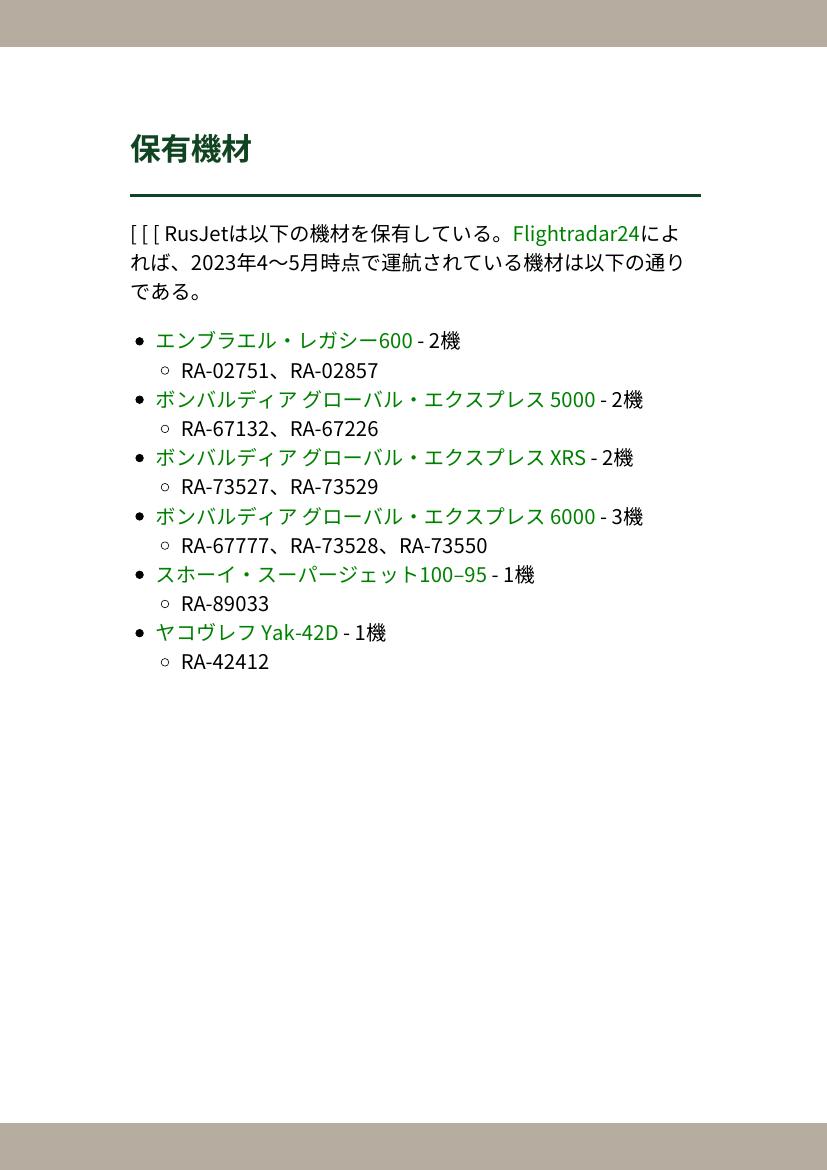 保有機材
[ [ [ RusJetは以下の機材を保有している。Flightradar24によ
れば、2023年4〜5月時点で運航されている機材は以下の通り
である。
エンブラエル・レガシー600 - 2機
RA-02751、RA-02857
ボンバルディア グローバル・エクスプレス 5000 - 2機
RA-67132、RA-67226
ボンバルディア グローバル・エクスプレス XRS - 2機
RA-73527、RA-73529
ボンバルディア グローバル・エクスプレス 6000 - 3機
RA-67777、RA-73528、RA-73550
スホーイ・スーパージェット100–95 - 1機
RA-89033
ヤコヴレフ Yak-42D - 1機
RA-42412